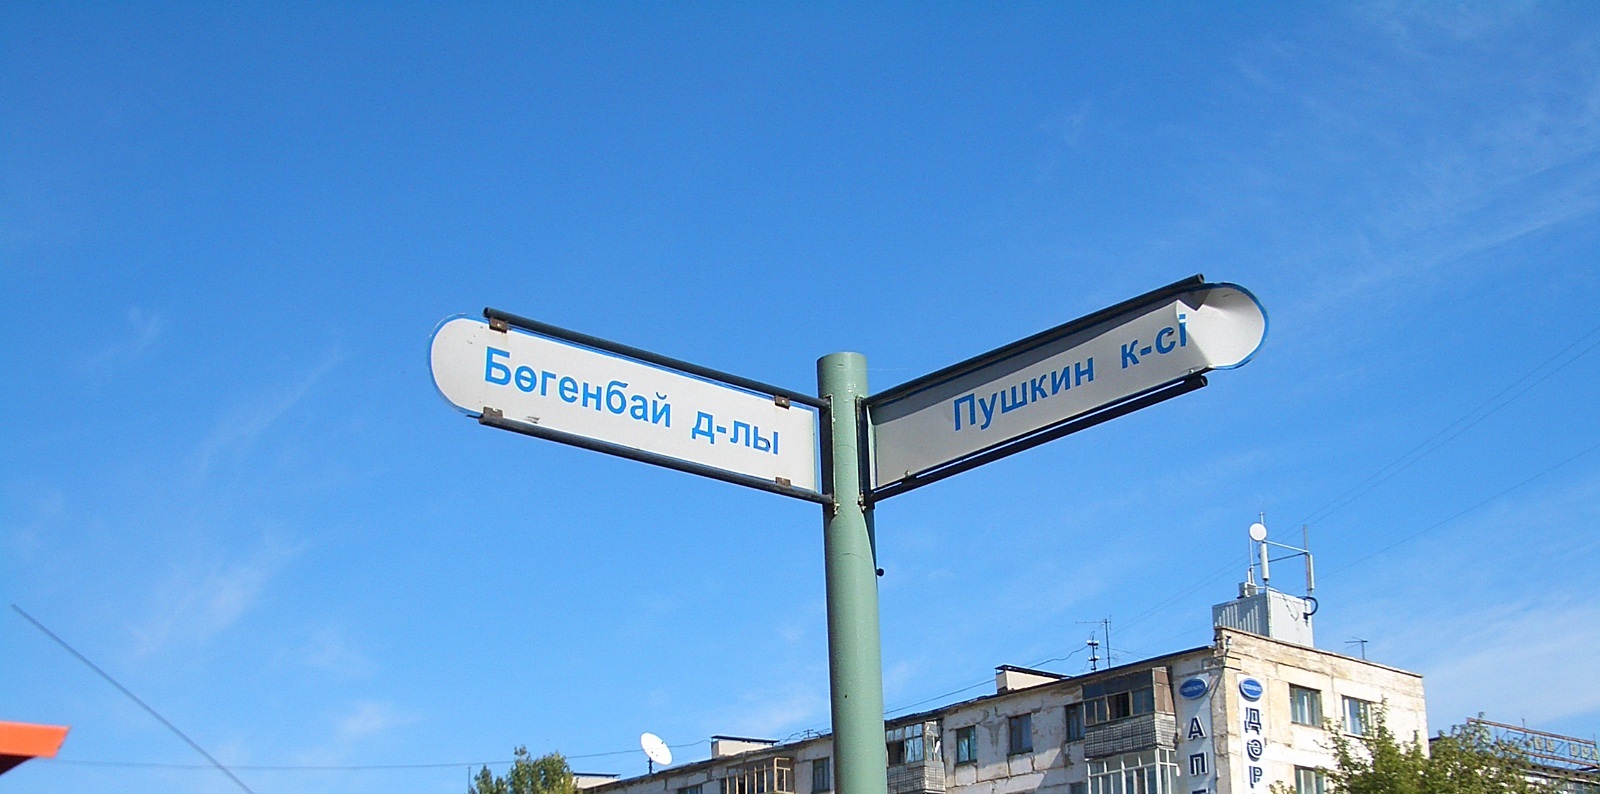 Бөгенбай д-лы
Пушкин к-сі